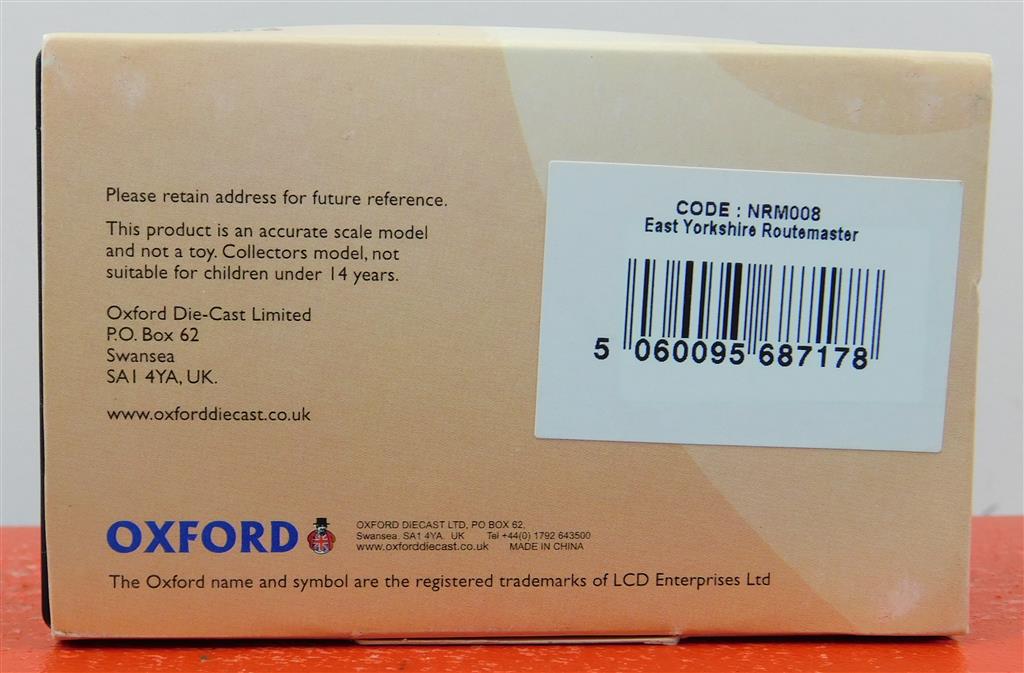 Please retain address for future reference.
This product is an accurate scale model
and not a toy. Collectors model, not
suitable for children under 14 years.
Oxford Die-Cast Limited
P.O. Box 62
Swansea
SA1 4YA, UK.
www.oxforddiecast.co.uk
CODE : NRM008
East Yorkshire Routemaster
5 060095 687178
OXFORD
OXFORD DIECAST LTD, PO BOX 62,
Swansea. SA1 4YA. UK Tel +44(0) 1792 643500
www.oxforddiecast.co.uk MADE IN CHINA
The Oxford name and symbol are the registered trademarks of LCD Enterprises Ltd